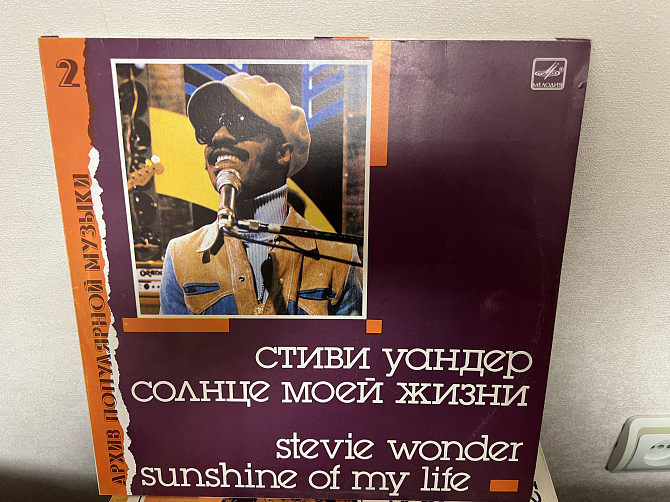 2
АРХИВ ПОПУЛЯРНОЙ МУЗЫКИ
МЕЛОДИЯ
СТИВИ УАНДЕР
СОЛНЦЕ МОЕЙ ЖИЗНИ
stevie wonder
sunshine of my life